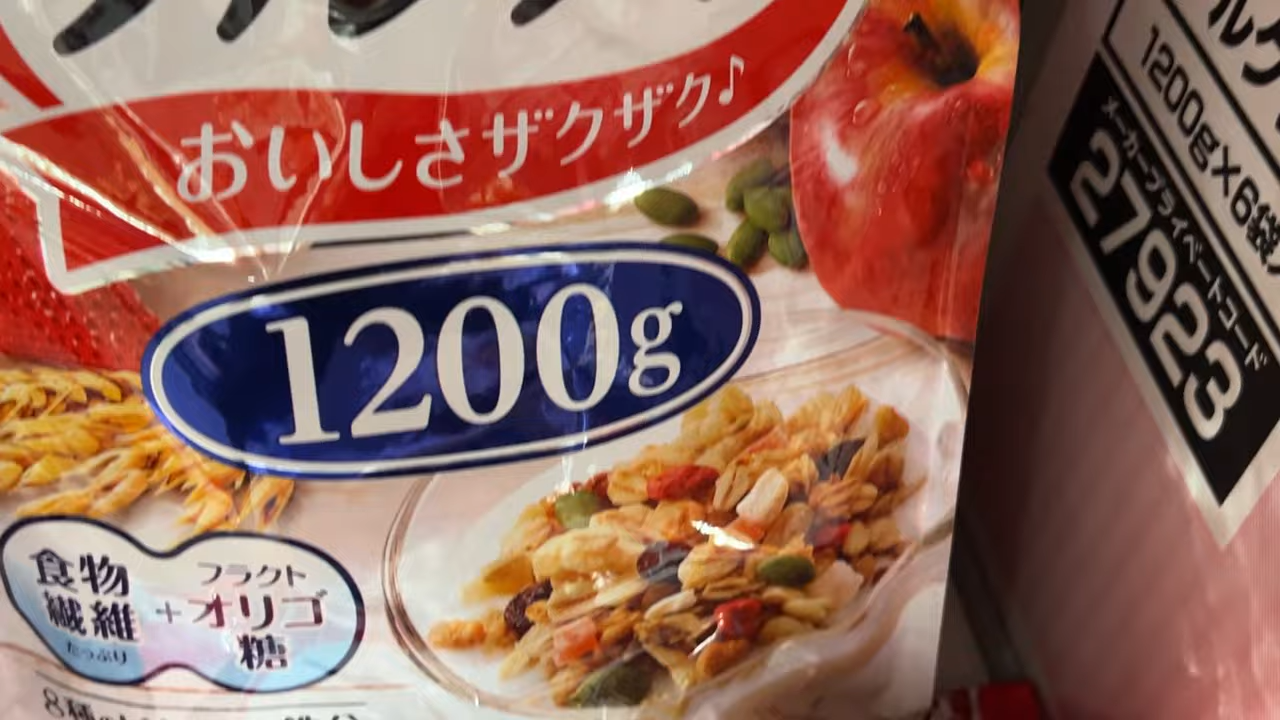 おいしさザクザク♪
1200g
食物
繊維
たっぷり
+
フラクト
オリゴ
糖
ルグ
1200g×6袋
メーカープライベートコード
27923